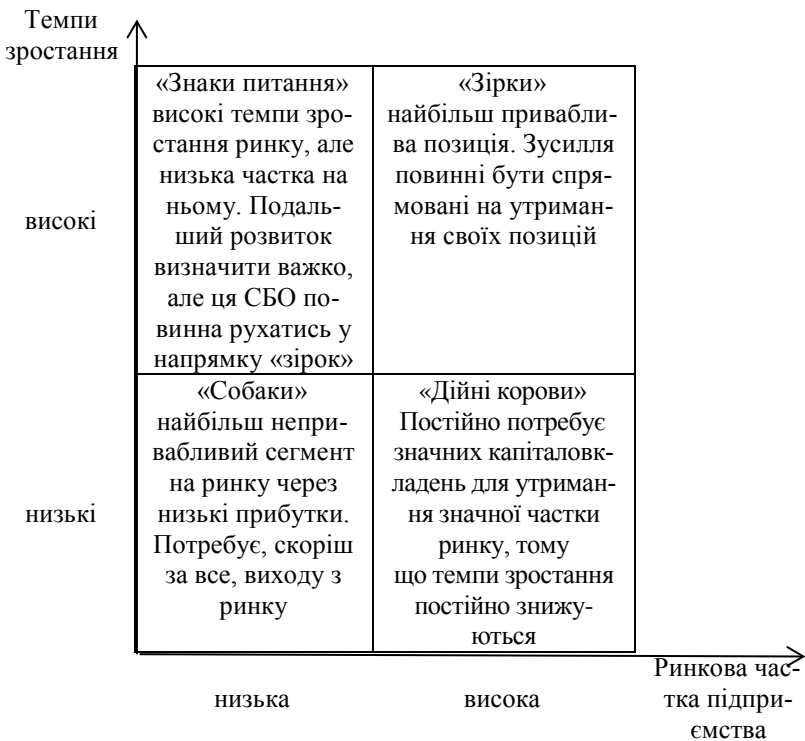 Темпи
зростання
«Знаки питання»
високі темпи зро-
стання ринку, але
низька частка на
ньому. Подаль-
ший розвиток
визначити важко,
але ця СБО по-
винна рухатись у
напрямку «зірок»
«Зірки»
найбільш приваблі-
ва позиція. Зусилля
повинні бути спря-
мовані на утриман-
ня своїх позицій
високі
«Собаки»
найбільш непри-
вабливий сегмент
на ринку через
низькі прибутки.
Потребує, скоріш
за все, виходу з
ринку
«Дійні корови»
Постійно потребує
значних капіталовк-
ладень для утриман-
ня значної частки
ринку, тому
що темпи зростання
постійно знижу-
ються
низькі
низька
висока
Ринкова час-
тка підпри-
ємства